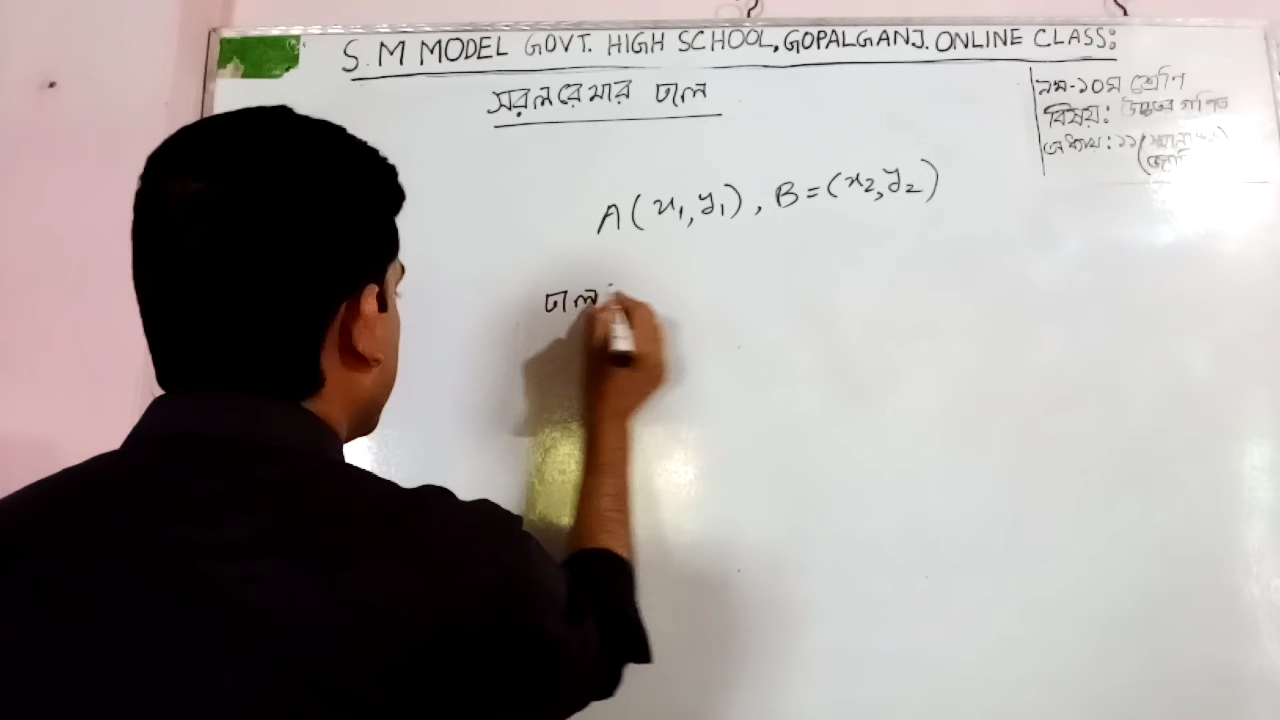 S.M MODEL GOVT. HIGH SCHOOL, GOPALGANJ. ONLINE CLASS:
সরলরেখার ঢাল
৯ম-১০ম শ্রেণি
বিষয়: উচ্চতর গণিত
অধ্যায়: ১১
A(x₁,y₁), B=(x₂,y₂)
ঢাল